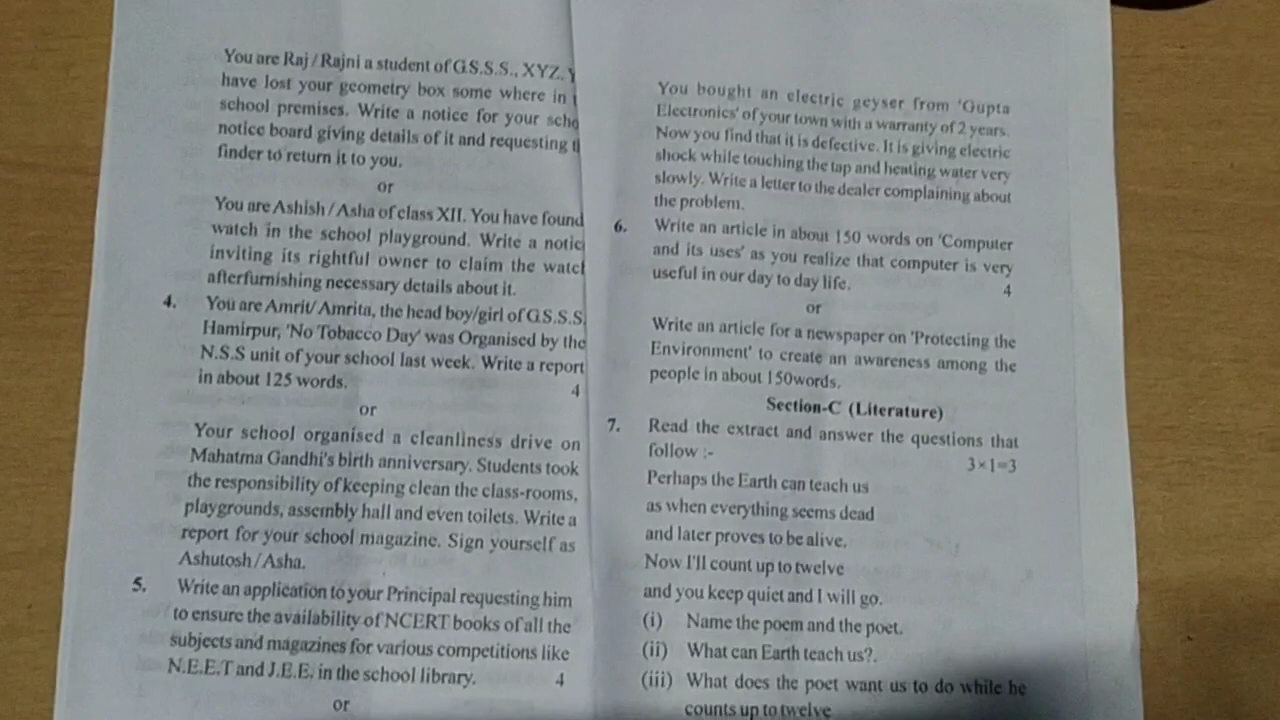 You are Raj / Rajni a student of G.S.S.S., XYZ.
have lost your geometry box some where in
school premises. Write a notice for your
notice board giving details of it and requesting
finder to return it to you.
or
You are Ashish / Asha of class XII. You have found
watch in the school playground. Write a
inviting its rightful owner to claim the
afterfurnishing necessary details about it.
4. You are Amrit/ Amrita, the head boy/girl of G.S.S.S.
Hamirpur, 'No Tobacco Day' was Organised by the
N.S.S unit of your school last week. Write a report
in about 125 words. 4
or
Your school organised a cleanliness drive on
Mahatma Gandhi's birth anniversary. Students took
the responsibility of keeping clean the class-rooms,
playgrounds, assembly hall and even toilets. Write a
report for your school magazine. Sign yourself as
Ashutosh / Asha.
5. Write an application to your Principal requesting him
to ensure the availability of NCERT books of all the
subjects and magazines for various competitions like
N.E.E.T and J.E.E. in the school library. 4
or
You bought an electric geyser from 'Gupta
Electronics' of your town with a warranty of 2 years.
Now you find that it is defective. It is giving electric
shock while touching the tap and heating water very
slowly. Write a letter to the dealer complaining about
the problem.
6. Write an article in about 150 words on 'Computer
and its uses' as you realize that computer is very
useful in our day to day life. 4
or
Write an article for a newspaper on 'Protecting the
Environment' to create an awareness among the
people in about 150words.
Section-C (Literature)
7. Read the extract and answer the questions that
follow :- 3×1=3
Perhaps the Earth can teach us
as when everything seems dead
and later proves to be alive.
Now I'll count up to twelve
and you keep quiet and I will go.
(i) Name the poem and the poet.
(ii) What can Earth teach us?.
(iii) What does the poet want us to do while he
counts up to twelve